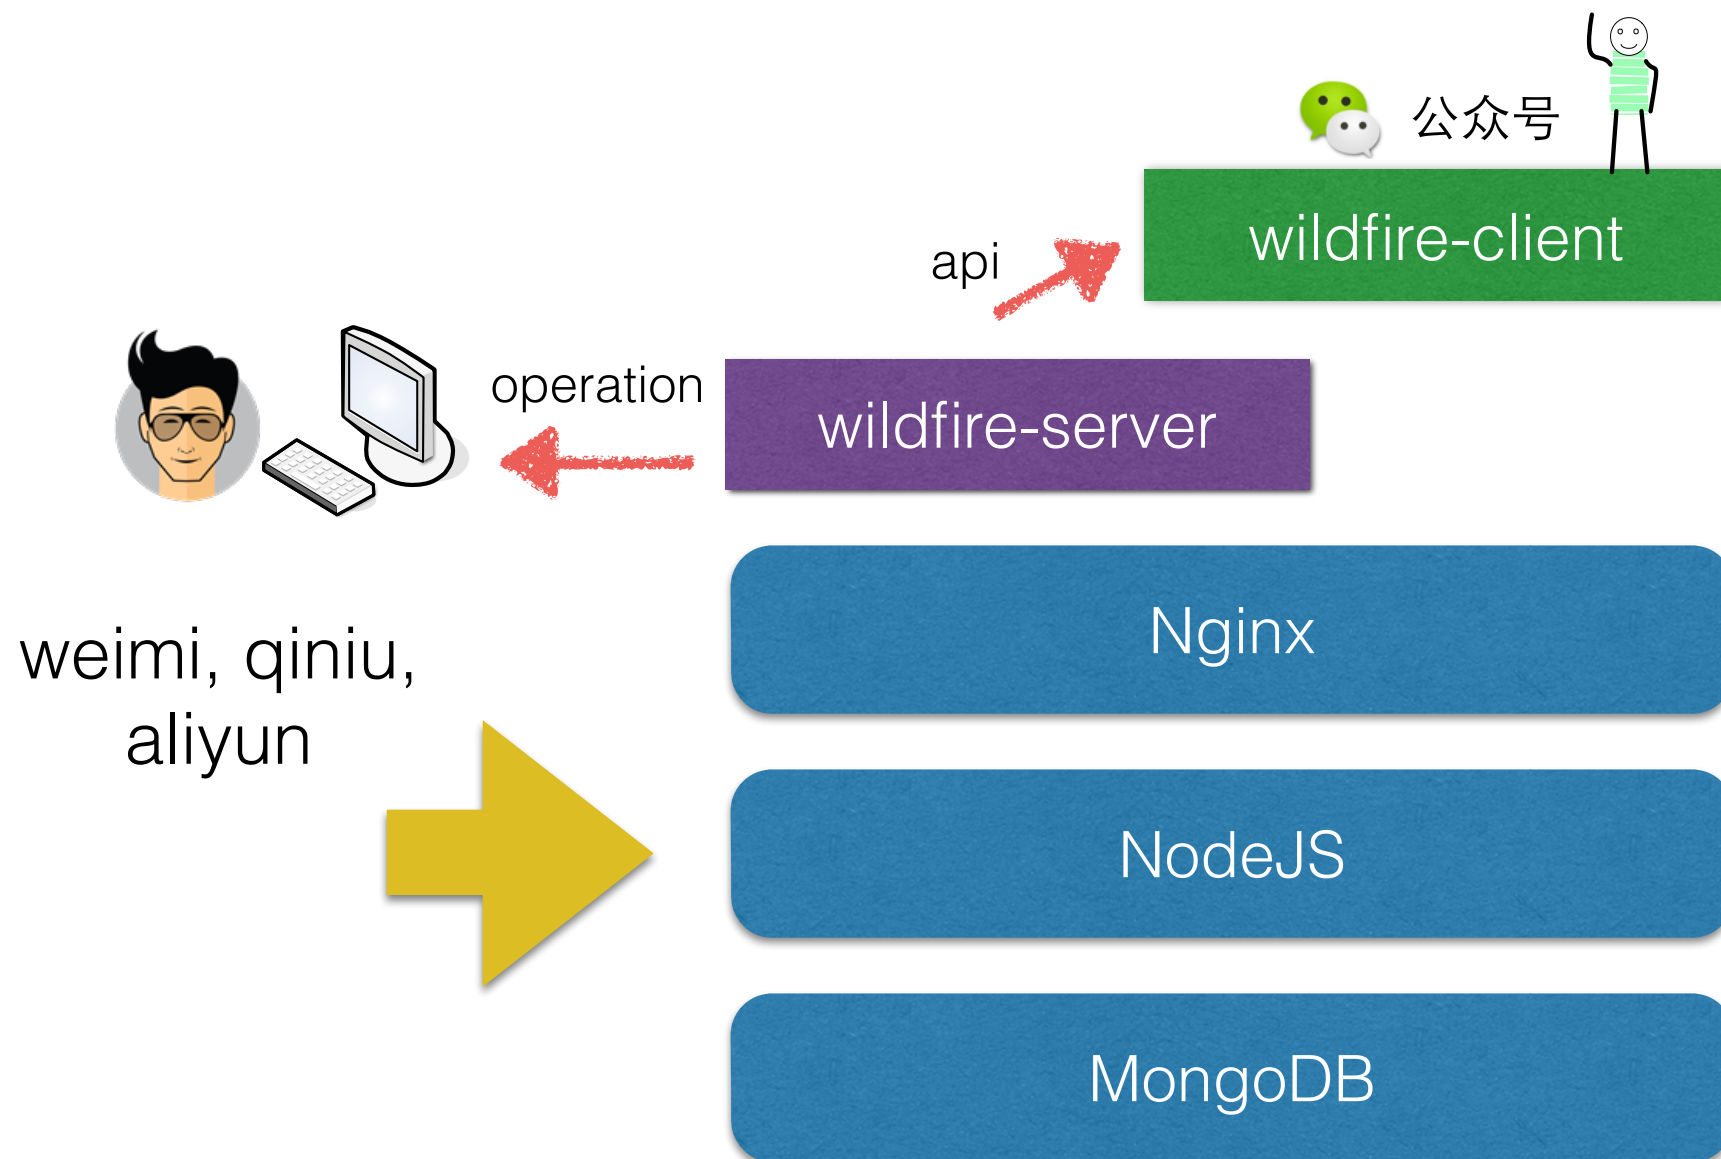 公众号
wildfire-client
api
operation
wildfire-server
weimi, qiniu,
aliyun
Nginx
NodeJS
MongoDB